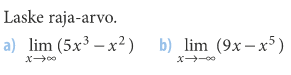 Laske raja-arvo.
a) lim x→∞ (5x³ – x²) b) lim x→–∞ (9x – x⁵)